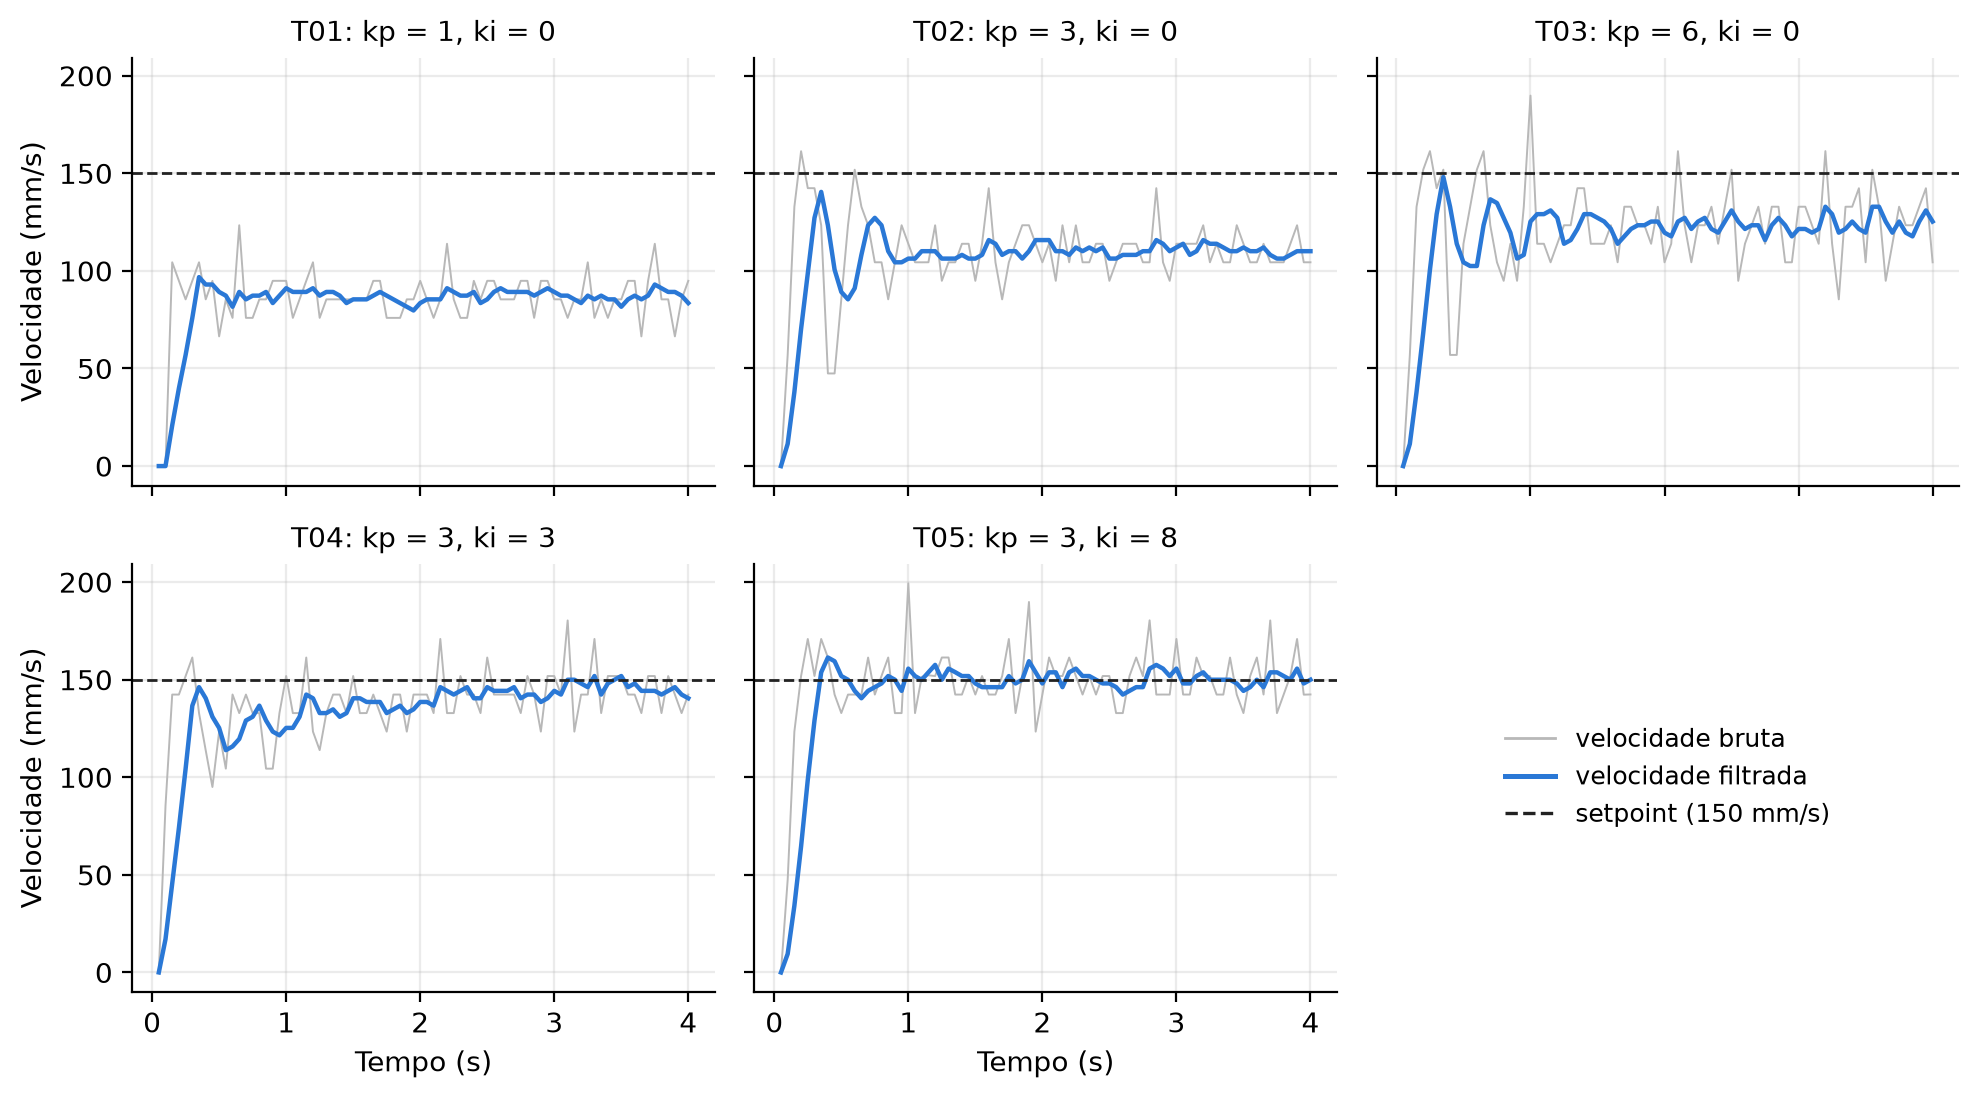 T01: kp = 1, ki = 0
T02: kp = 3, ki = 0
T03: kp = 6, ki = 0
200
150
100
50
0
Velocidade (mm/s)
T04: kp = 3, ki = 3
T05: kp = 3, ki = 8
200
150
100
50
0
Velocidade (mm/s)
0 1 2 3 4
0 1 2 3 4
Tempo (s)
Tempo (s)
velocidade bruta
velocidade filtrada
setpoint (150 mm/s)